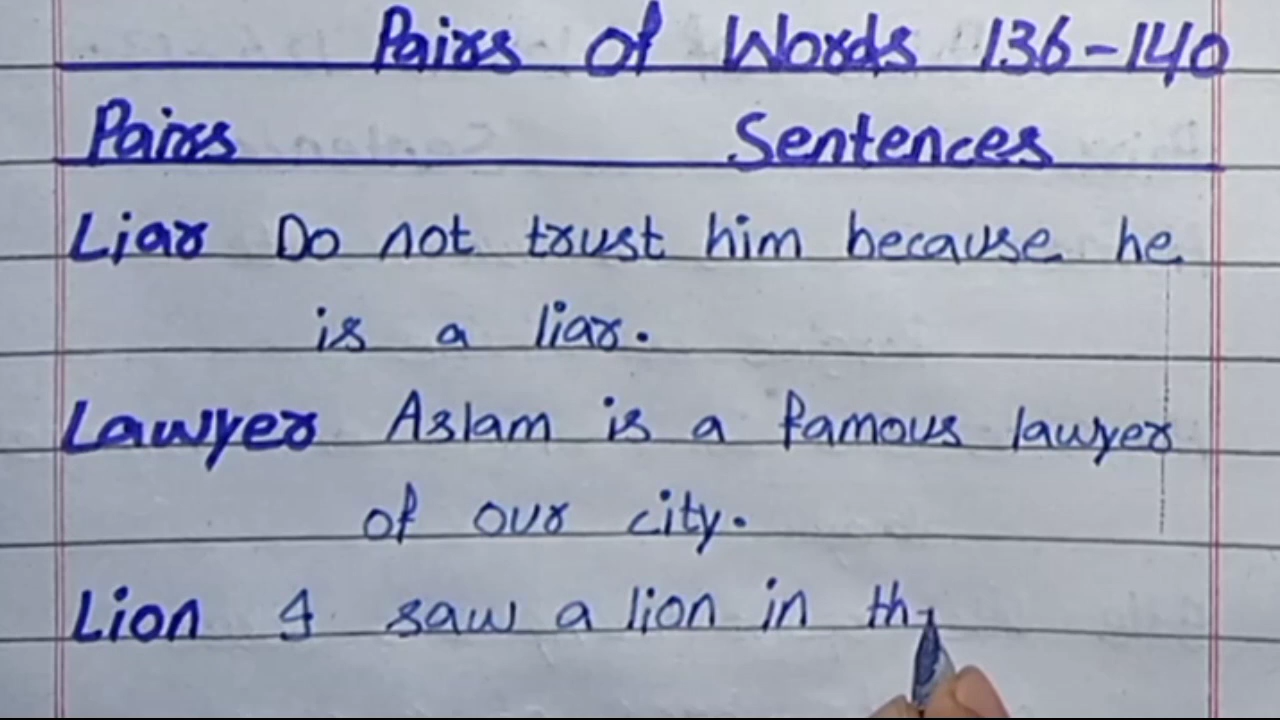 Pairs of Words 136-140
Pairs Sentences
Liar Do not trust him because he
is a liar.
Lawyer Aslam is a famous lawyer
of our city.
Lion I saw a lion in th